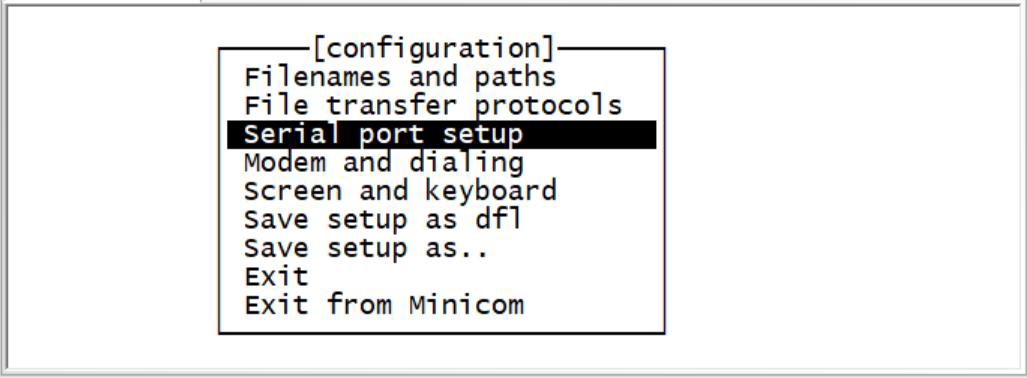 [configuration]
Filenames and paths
File transfer protocols
Serial port setup
Modem and dialing
Screen and keyboard
Save setup as dfl
Save setup as..
Exit
Exit from Minicom